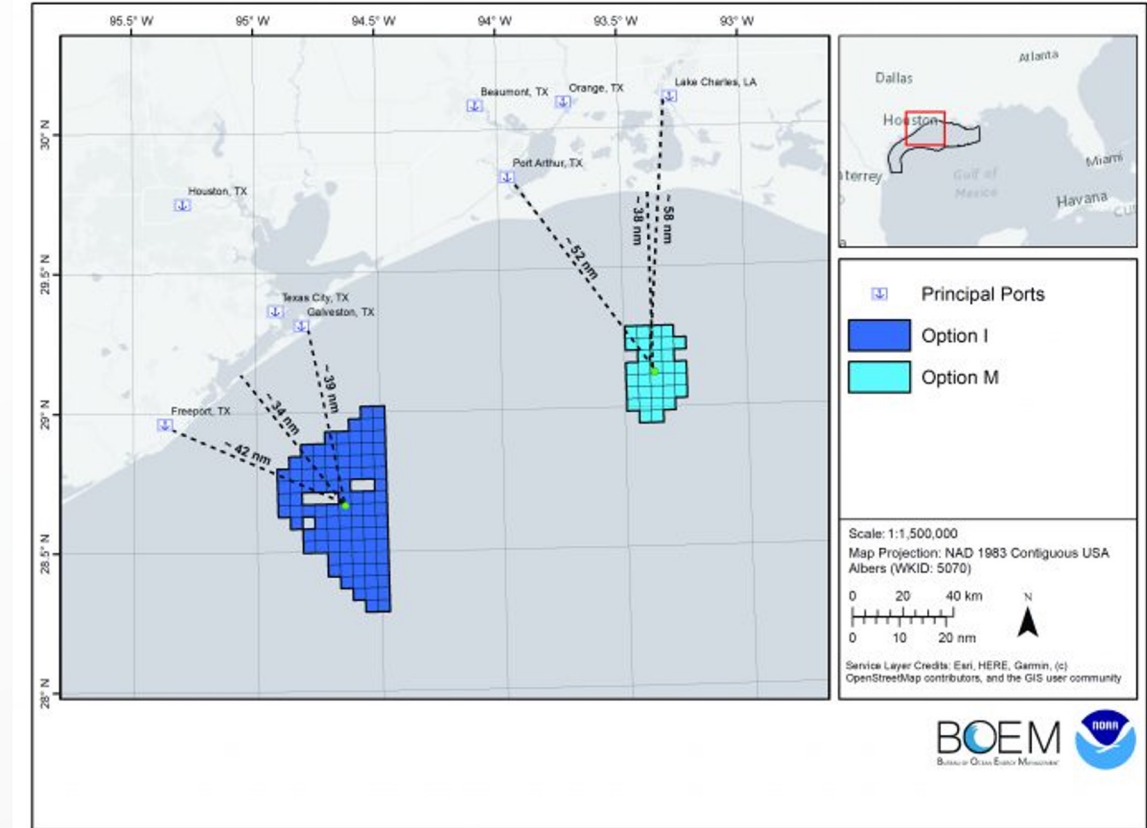 95.5° W
95° W
94.5° W
94° W
93.5° W
93° W
30° N
29.5° N
29° N
28.5° N
28° N
Beaumont, TX
Orange, TX
Lake Charles, LA
Port Arthur, TX
Houston, TX
Texas City, TX
Galveston, TX
Freeport, TX
~ 38 nm
~ 58 nm
~ 52 nm
~ 39 nm
~ 34 nm
~ 42 nm
Atlanta
Dallas
Houston
terrey
Gulf of
Mexico
Miami
Havana
Principal Ports
Option I
Option M
Scale: 1:1,500,000
Map Projection: NAD 1983 Contiguous USA
Albers (WKID: 5070)
0 20 40 km
0 10 20 nm
N
Service Layer Credits: Esri, HERE, Garmin, (c)
OpenStreetMap contributors, and the GIS user community
BOEM
BUREAU OF OCEAN ENERGY MANAGEMENT
NOAA